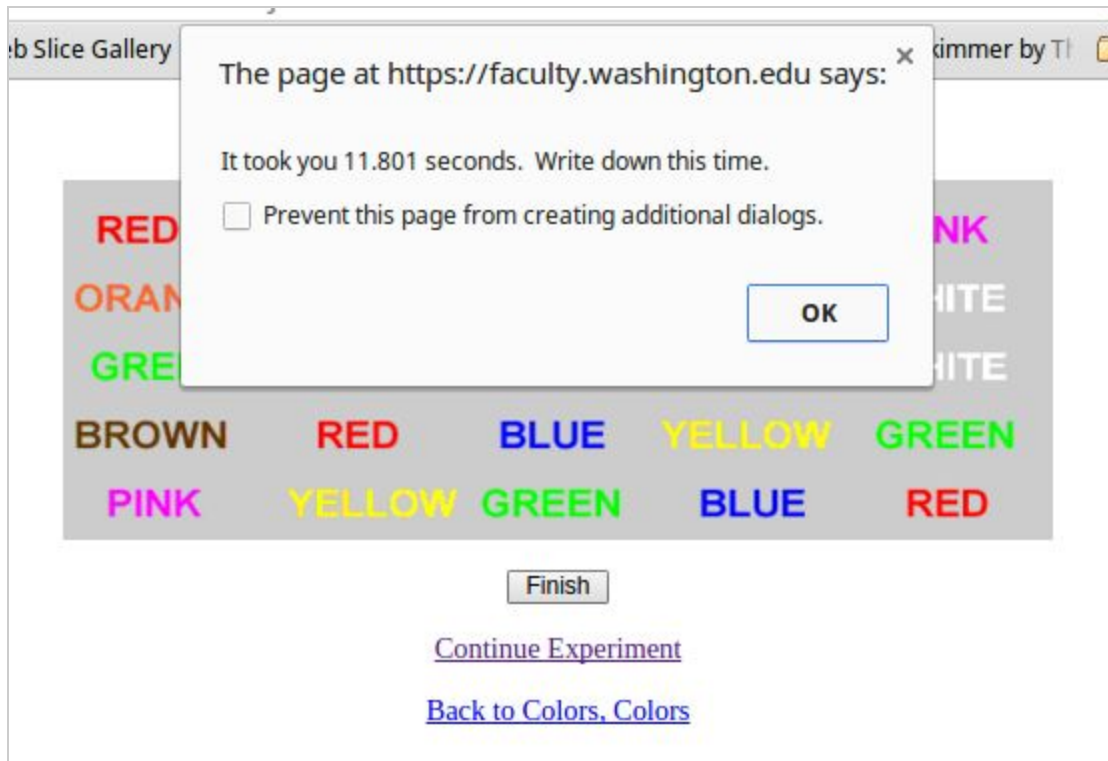 eb Slice Gallery kimmer by Th
The page at https://faculty.washington.edu says: ×
It took you 11.801 seconds. Write down this time.
Prevent this page from creating additional dialogs.
OK
RED NK
ORAN HITE
GREE HITE
BROWN RED BLUE YELLOW GREEN
PINK YELLOW GREEN BLUE RED
Finish
Continue Experiment
Back to Colors, Colors